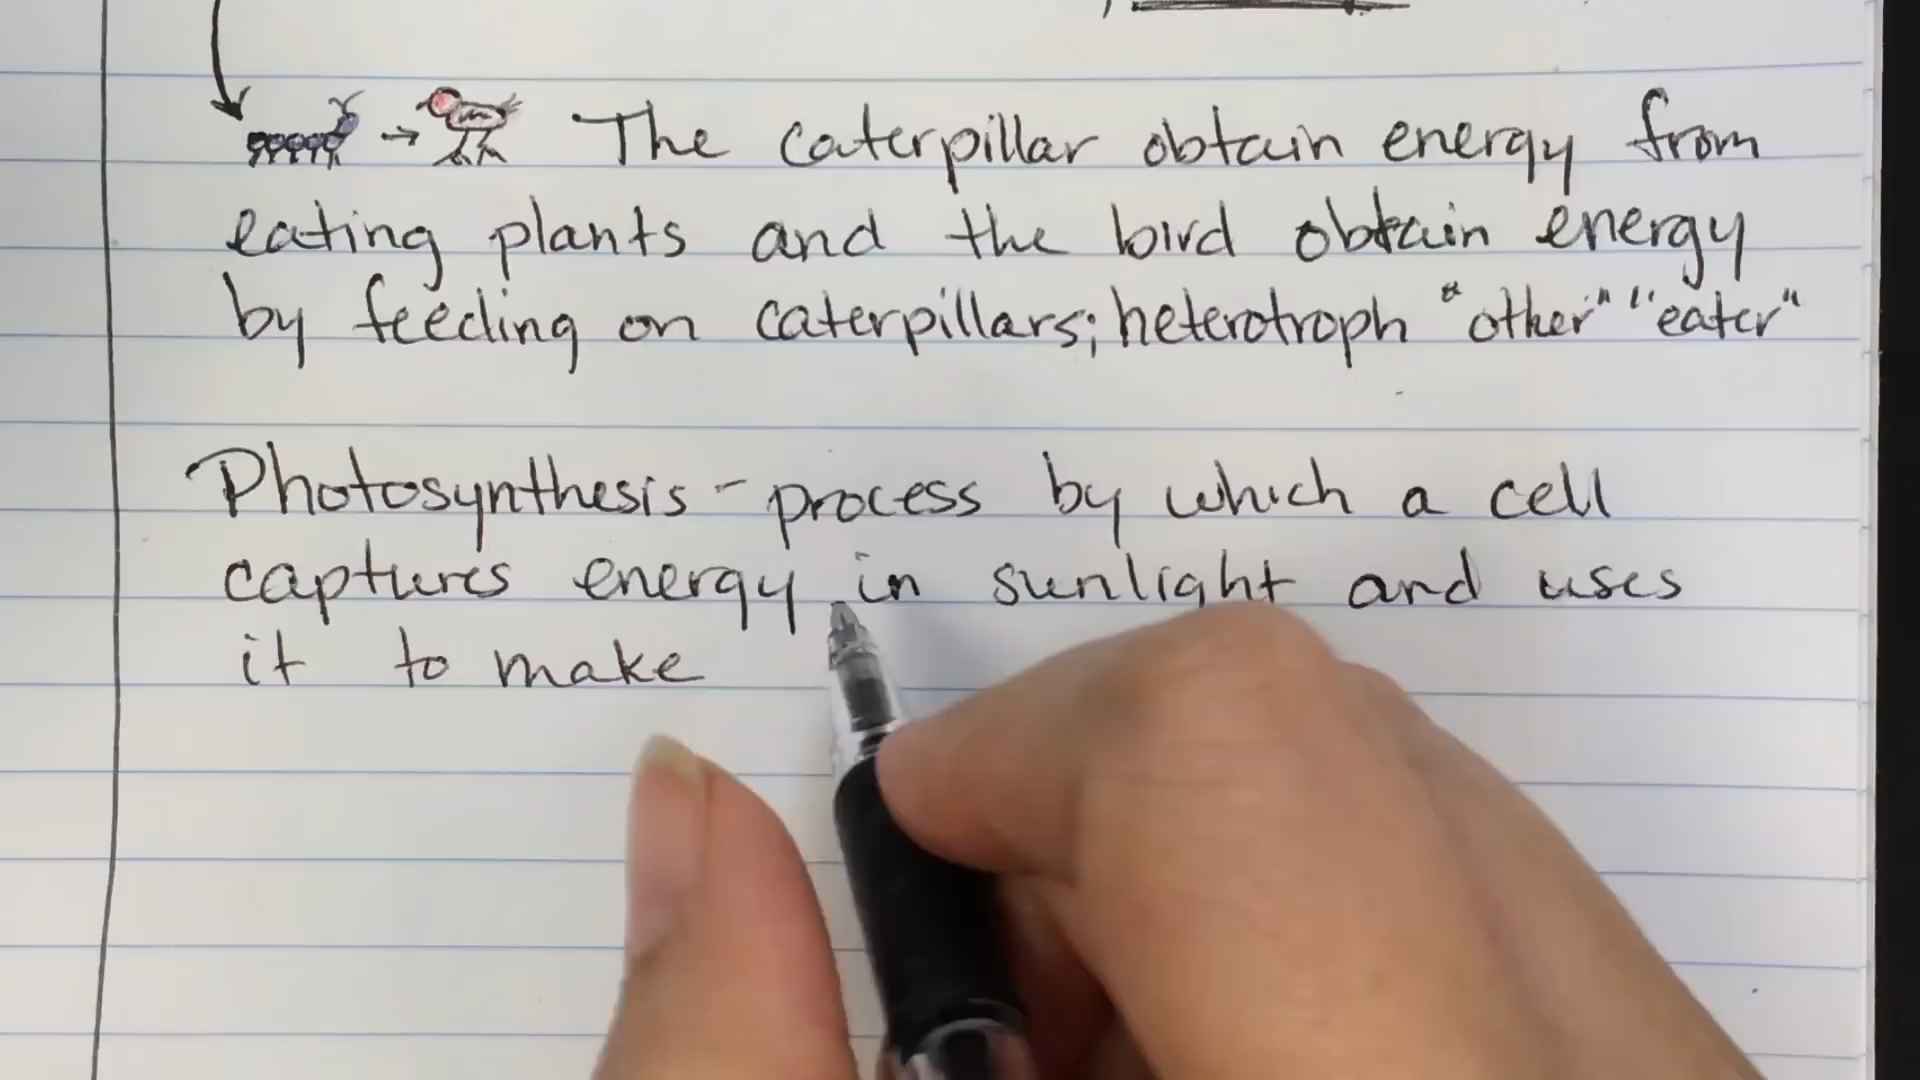 The caterpillar obtain energy from
eating plants and the bird obtain energy
by feeding on caterpillars; heterotroph "other" "eater"
Photosynthesis - process by which a cell
captures energy in sunlight and uses
it to make